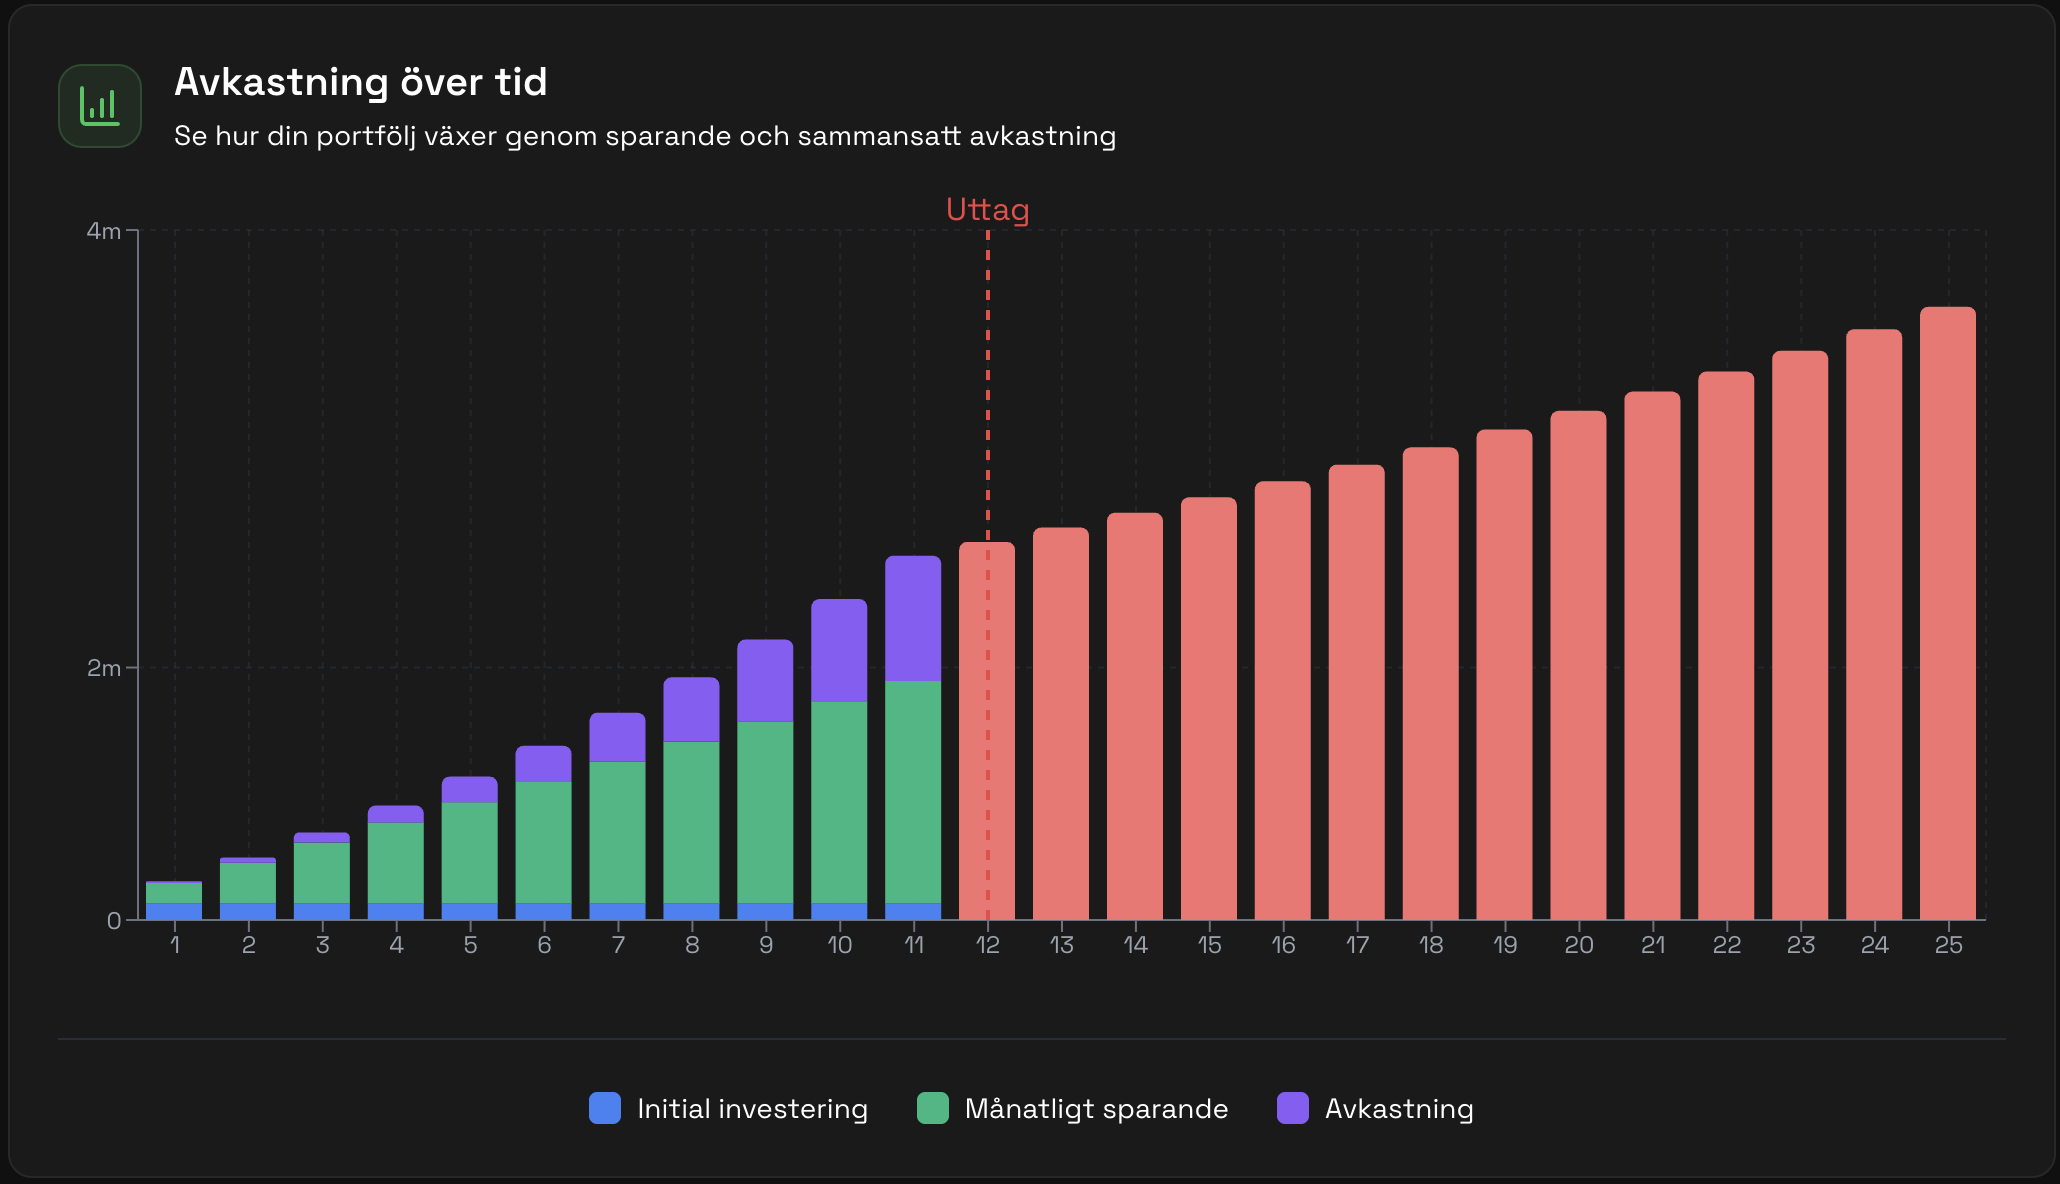 Avkastning över tid
Se hur din portfölj växer genom sparande och sammansatt avkastning
Uttag
4m
2m
0
1 2 3 4 5 6 7 8 9 10 11 12 13 14 15 16 17 18 19 20 21 22 23 24 25
Initial investering Månatligt sparande Avkastning